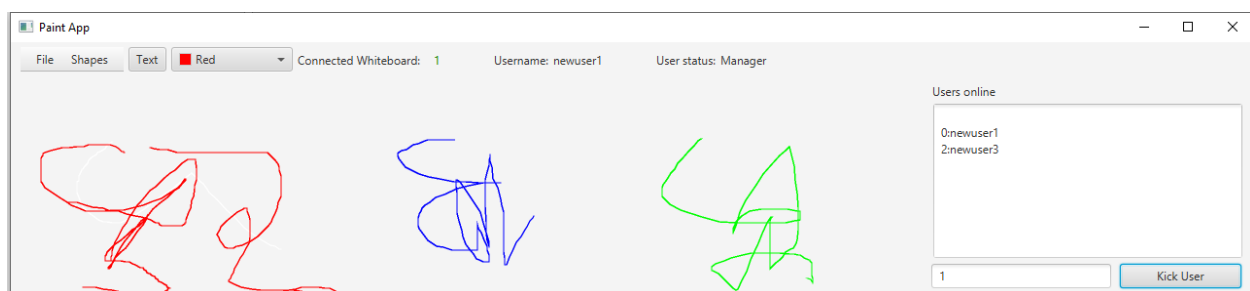 Paint App
File Shapes Text Red Connected Whiteboard: 1 Username: newuser1 User status: Manager
Users online
0:newuser1
2:newuser3
1 Kick User